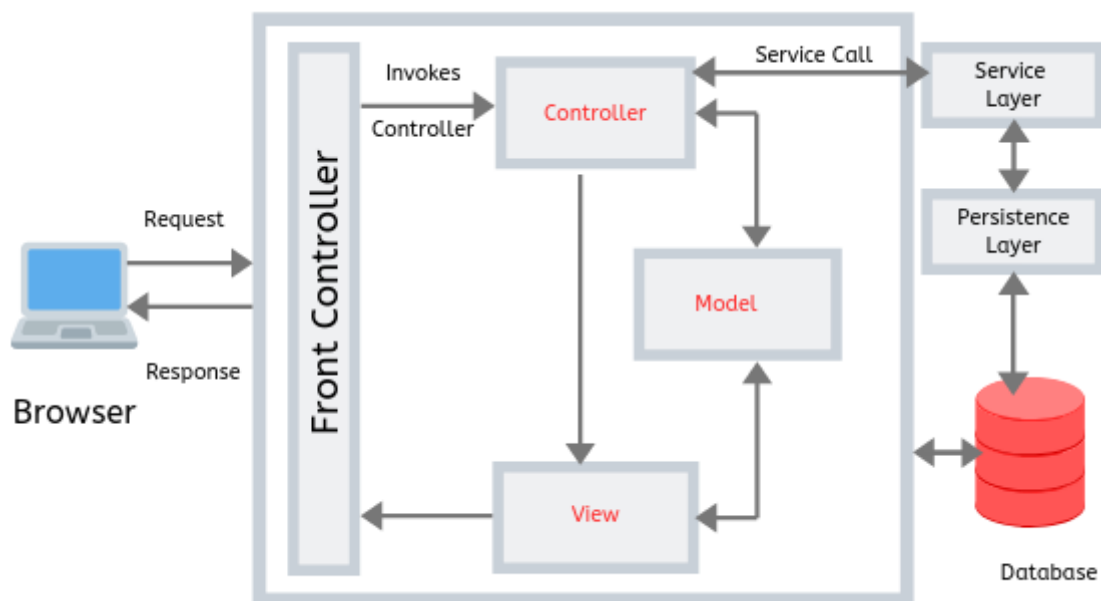 Service Call
Service
Layer
Invokes
Controller
Controller
Front Controller
Persistence
Layer
Request
Model
Response
Browser
View
Database